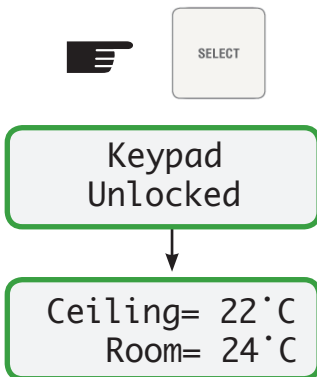 SELECT
Keypad
Unlocked
Ceiling= 22˚C
Room= 24˚C